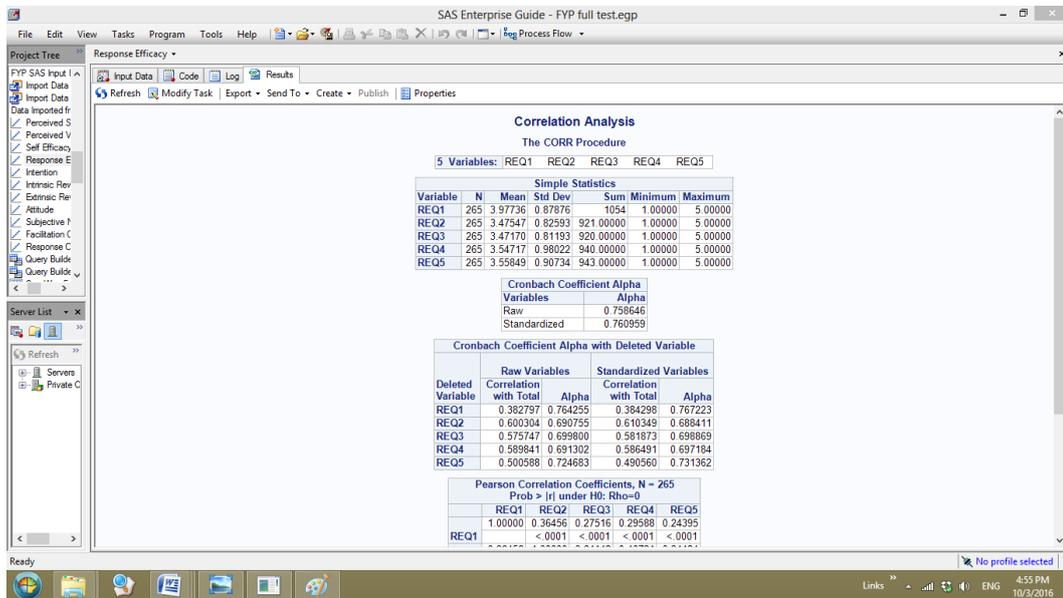 SAS Enterprise Guide - FYP full test.egp
File Edit View Tasks Program Tools Help Process Flow
Project Tree
Response Efficacy
FYP SAS Input
Import Data
Import Data
Data Imported fr
Perceived S
Perceived V
Self Efficacy
Response E
Intention
Intrinsic Rev
Extrinsic Re
Attitude
Subjective N
Facilitation C
Response C
Query Builde
Query Builde
Server List
Refresh
Servers
Private C
Input Data Code Log Results
Refresh Modify Task Export Send To Create Publish Properties
Correlation Analysis
The CORR Procedure
5 Variables: REQ1 REQ2 REQ3 REQ4 REQ5
Simple Statistics
Variable N Mean Std Dev Sum Minimum Maximum
REQ1 265 3.97736 0.87876 1054 1.00000 5.00000
REQ2 265 3.47547 0.82593 921.00000 1.00000 5.00000
REQ3 265 3.47170 0.81193 920.00000 1.00000 5.00000
REQ4 265 3.54717 0.98022 940.00000 1.00000 5.00000
REQ5 265 3.55849 0.90734 943.00000 1.00000 5.00000
Cronbach Coefficient Alpha
Variables Alpha
Raw 0.758646
Standardized 0.760959
Cronbach Coefficient Alpha with Deleted Variable
Raw Variables Standardized Variables
Deleted Correlation Correlation
Variable with Total Alpha with Total Alpha
REQ1 0.382797 0.764255 0.384298 0.767223
REQ2 0.600304 0.690755 0.610349 0.688411
REQ3 0.575747 0.699800 0.581873 0.698869
REQ4 0.589841 0.691302 0.586491 0.697184
REQ5 0.500588 0.724683 0.490560 0.731362
Pearson Correlation Coefficients, N = 265
Prob > |r| under H0: Rho=0
REQ1 REQ2 REQ3 REQ4 REQ5
1.00000 0.36456 0.27516 0.29588 0.24395
REQ1 <.0001 <.0001 <.0001 <.0001
Ready
No profile selected
Links ENG 4:55 PM
10/3/2016